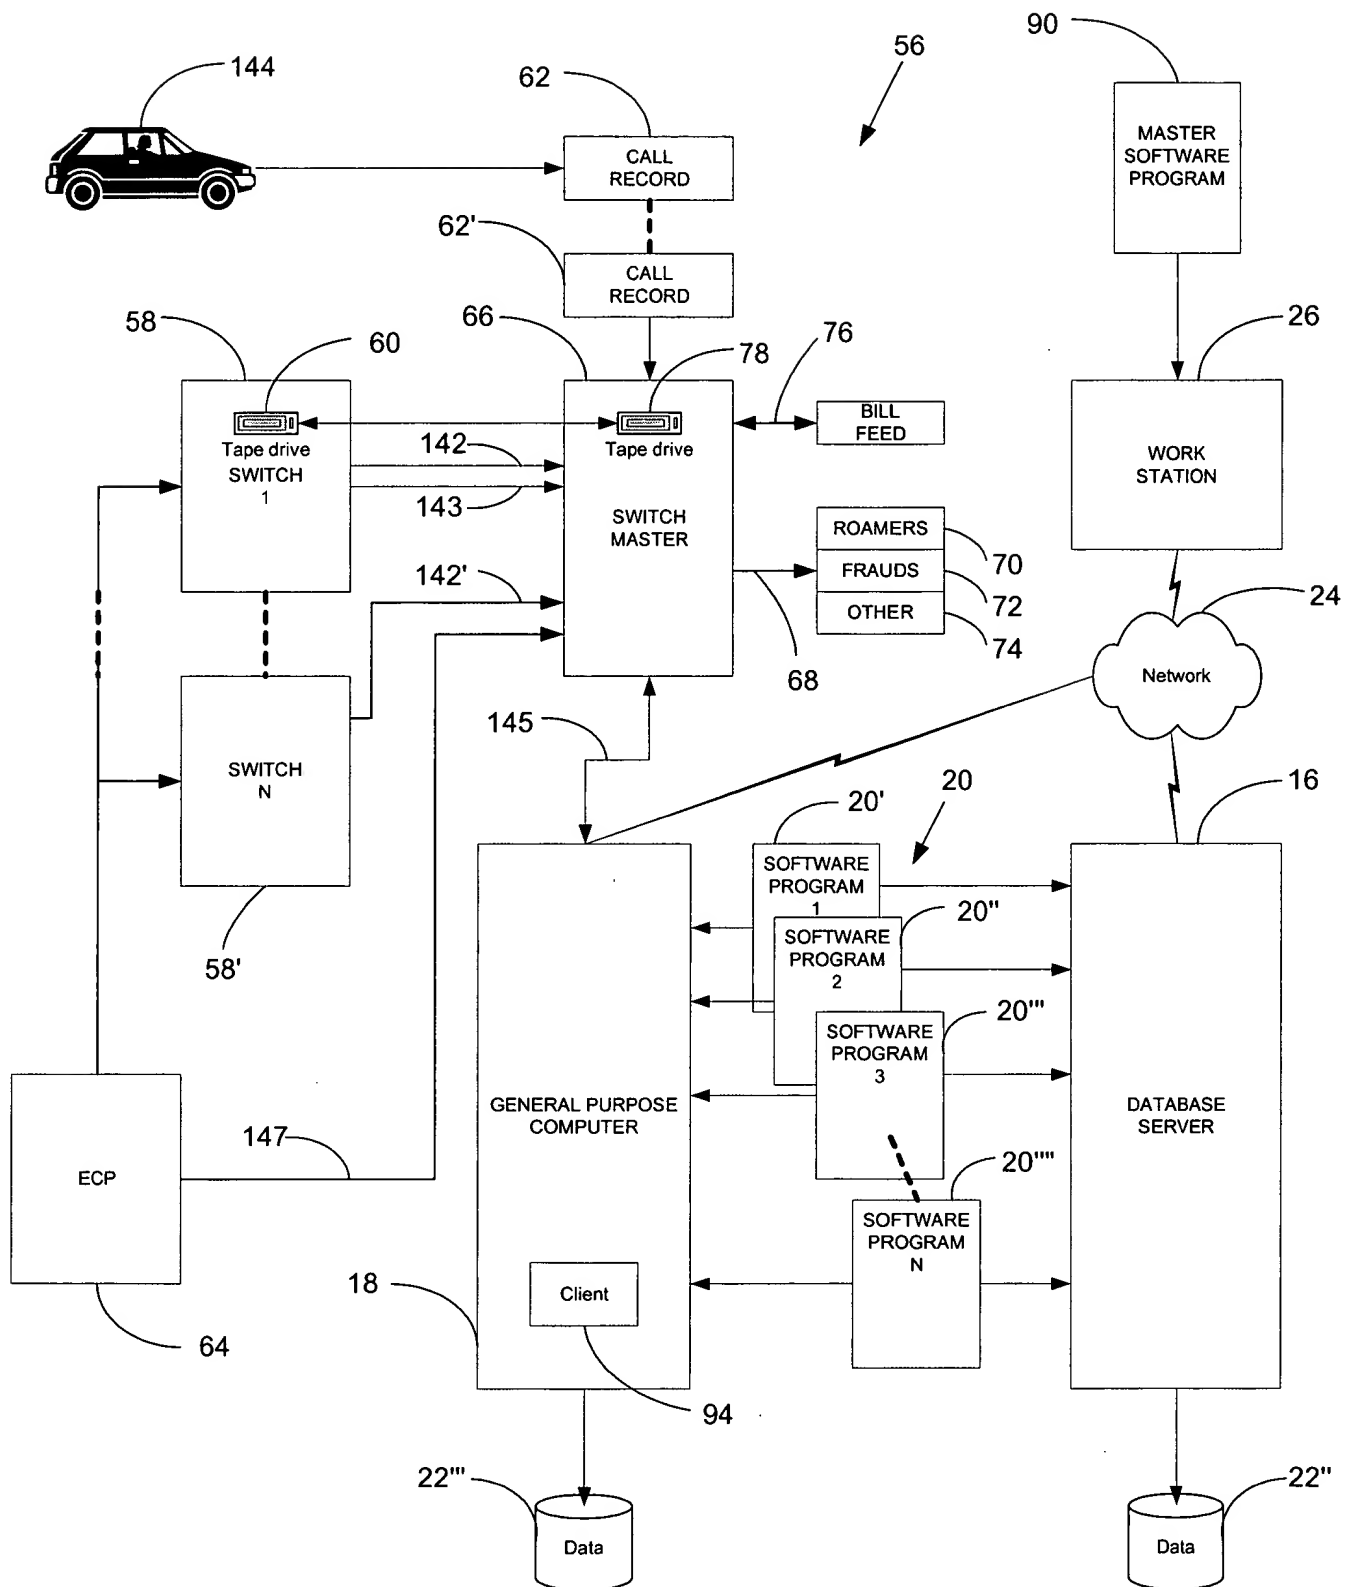 90
56
144
62
CALL
RECORD
MASTER
SOFTWARE
PROGRAM
62'
CALL
RECORD
58
60
66
78
76
26
Tape drive
SWITCH
1
142
143
Tape drive
SWITCH
MASTER
BILL
FEED
WORK
STATION
ROAMERS
FRAUDS
OTHER
70
72
74
68
142'
24
Network
145
SWITCH
N
58'
20'
20
16
SOFTWARE
PROGRAM
1
20''
SOFTWARE
PROGRAM
2
20'''
SOFTWARE
PROGRAM
3
GENERAL PURPOSE
COMPUTER
DATABASE
SERVER
ECP
147
20''''
SOFTWARE
PROGRAM
N
18
Client
64
94
22'''
Data
22''
Data